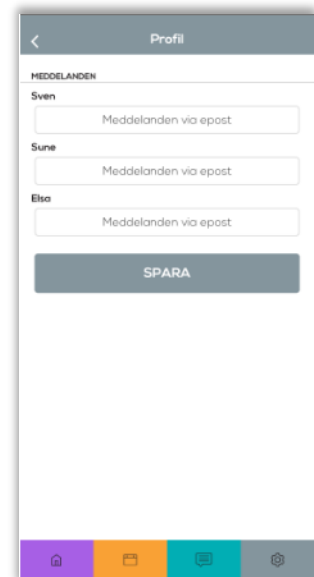 Profil
MEDDELANDEN
Sven
Meddelanden via epost
Sune
Meddelanden via epost
Elsa
Meddelanden via epost
SPARA